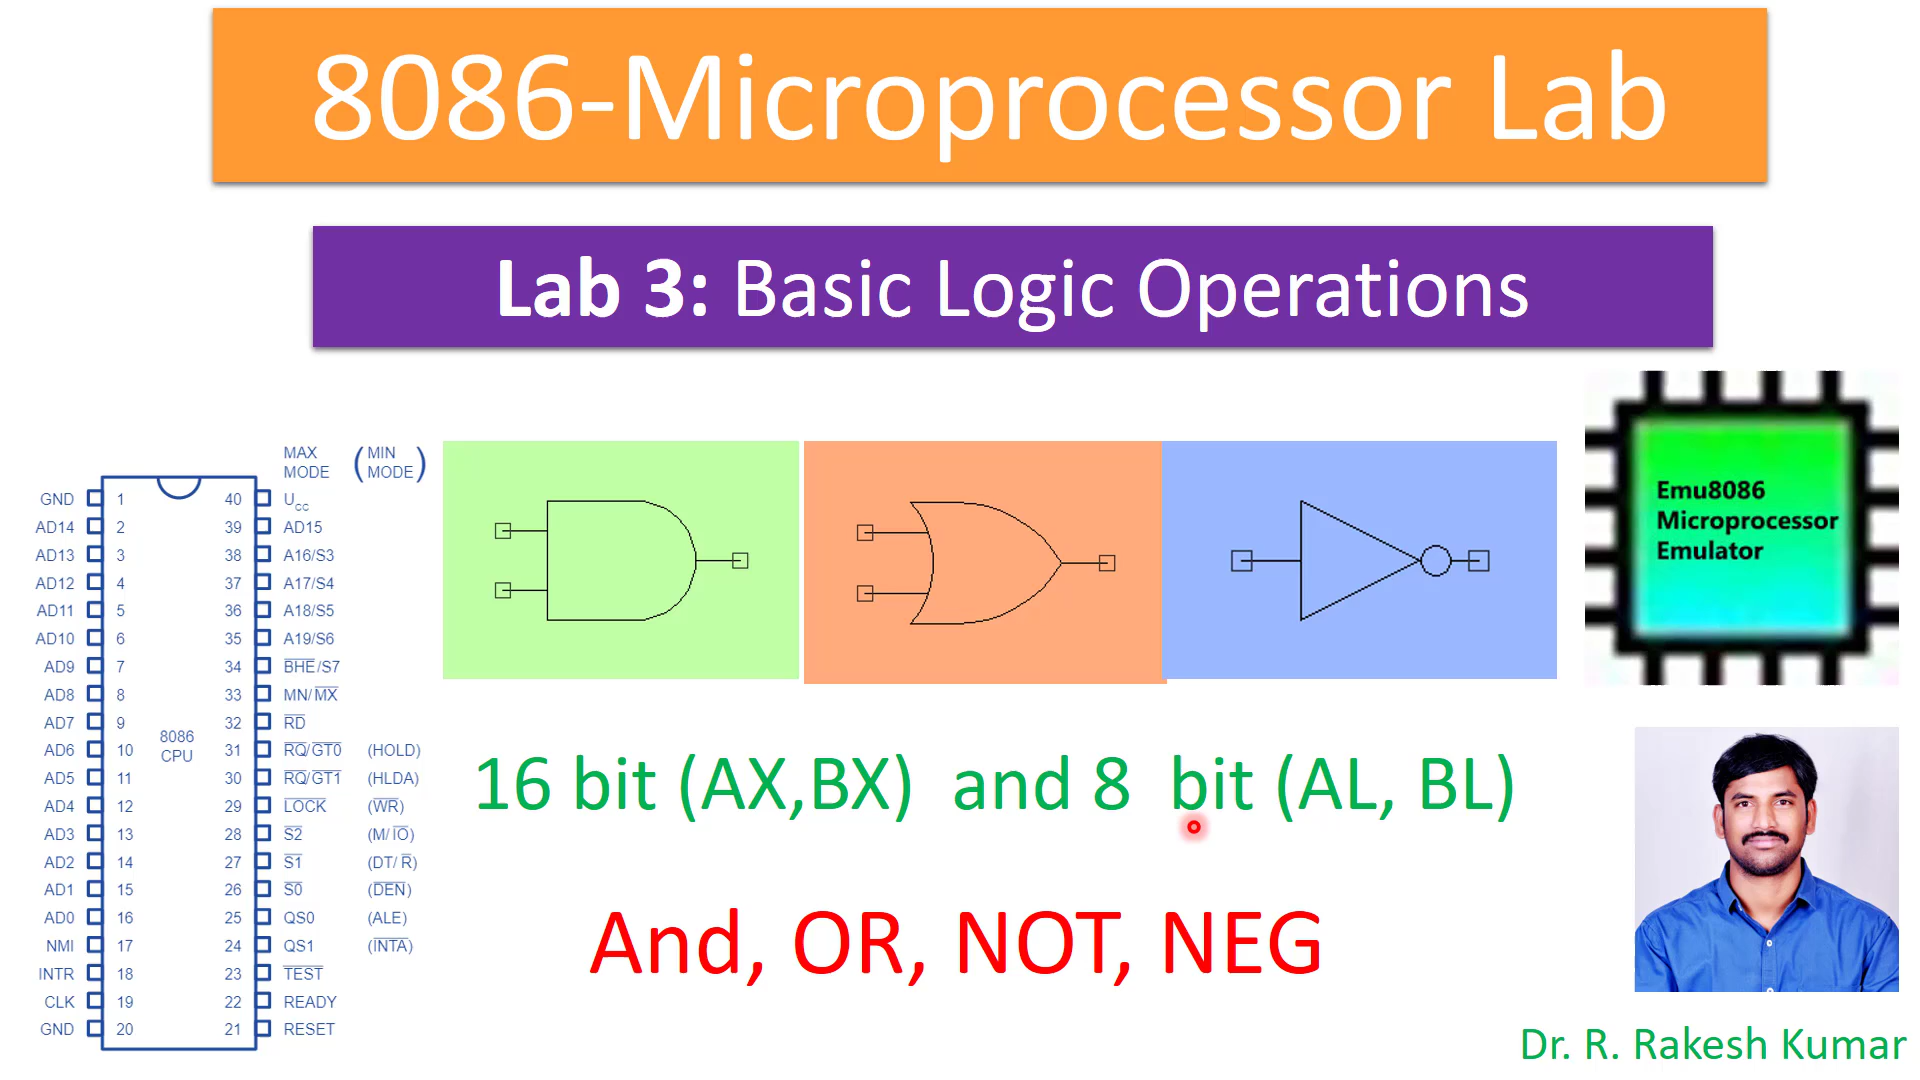 8086-Microprocessor Lab
Lab 3: Basic Logic Operations
MAX MODE (MIN MODE)
GND 1 40 UCC
AD14 2 39 AD15
AD13 3 38 A16/S3
AD12 4 37 A17/S4
AD11 5 36 A18/S5
AD10 6 35 A19/S6
AD9 7 34 BHE/S7
AD8 8 33 MN/MX
AD7 9 32 RD
AD6 10 31 RQ/GT0 (HOLD)
AD5 11 30 RQ/GT1 (HLDA)
AD4 12 29 LOCK (WR)
AD3 13 28 S2 (M/IO)
AD2 14 27 S1 (DT/R)
AD1 15 26 S0 (DEN)
AD0 16 25 QS0 (ALE)
NMI 17 24 QS1 (INTA)
INTR 18 23 TEST
CLK 19 22 READY
GND 20 21 RESET
8086
CPU
Emu8086
Microprocessor
Emulator
16 bit (AX,BX) and 8 bit (AL, BL)
And, OR, NOT, NEG
Dr. R. Rakesh Kumar